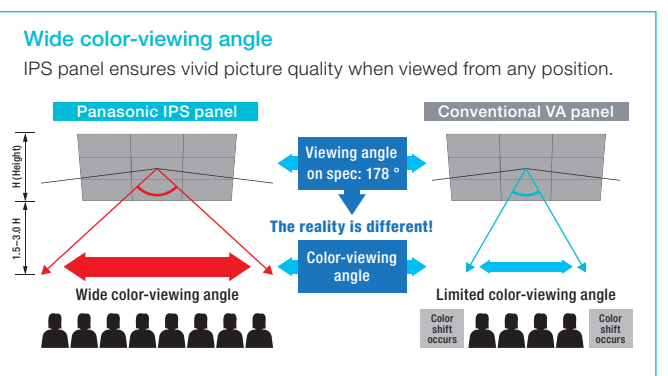 Wide color-viewing angle
IPS panel ensures vivid picture quality when viewed from any position.
Panasonic IPS panel
H (Height)
1.5–3.0 H
Wide color-viewing angle
Viewing angle
on spec: 178 °
The reality is different!
Color-viewing
angle
Conventional VA panel
Limited color-viewing angle
Color
shift
occurs
Color
shift
occurs